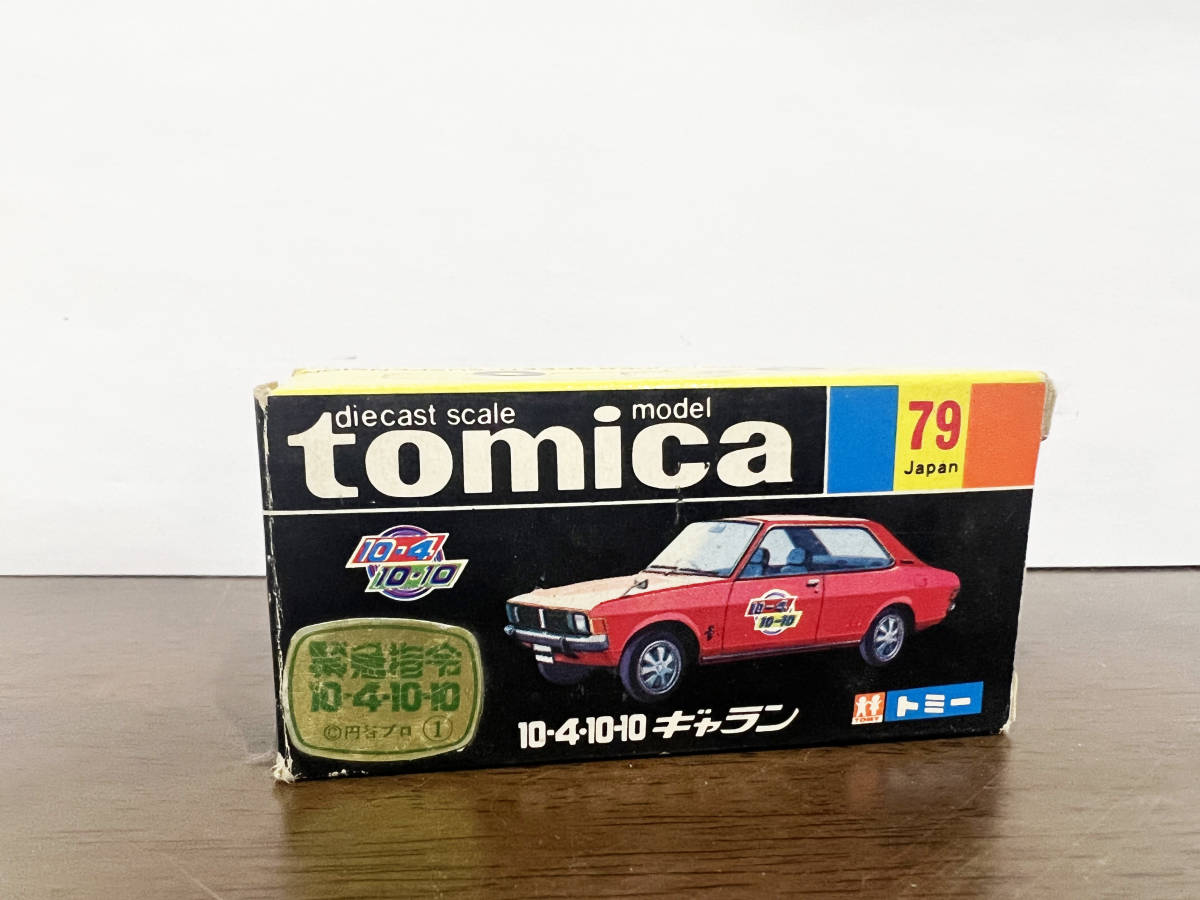 diecast scale model
tomica
79
Japan
10-4
10-10
緊急指令
10-4・10-10
©円谷プロ ①
10-4
10-10
10-4・10-10 ギャラン
TOMY
トミー